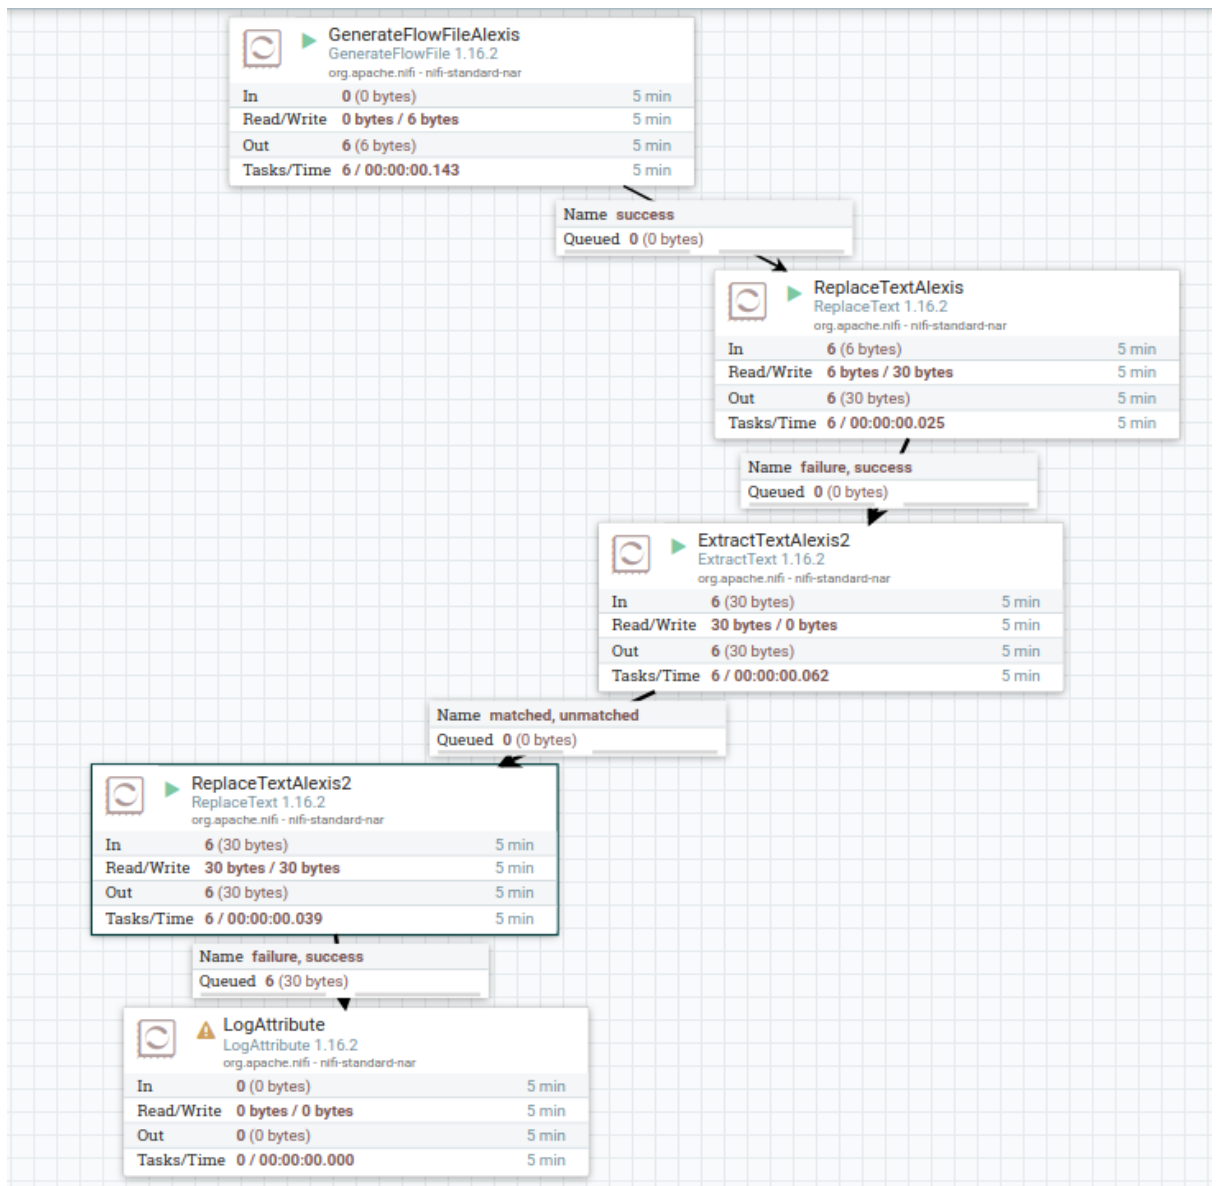 GenerateFlowFileAlexis
GenerateFlowFile 1.16.2
org.apache.nifi - nifi-standard-nar
In 0 (0 bytes) 5 min
Read/Write 0 bytes / 6 bytes 5 min
Out 6 (6 bytes) 5 min
Tasks/Time 6 / 00:00:00.143 5 min
Name success
Queued 0 (0 bytes)
ReplaceTextAlexis
ReplaceText 1.16.2
org.apache.nifi - nifi-standard-nar
In 6 (6 bytes) 5 min
Read/Write 6 bytes / 30 bytes 5 min
Out 6 (30 bytes) 5 min
Tasks/Time 6 / 00:00:00.025 5 min
Name failure, success
Queued 0 (0 bytes)
ExtractTextAlexis2
ExtractText 1.16.2
org.apache.nifi - nifi-standard-nar
In 6 (30 bytes) 5 min
Read/Write 30 bytes / 0 bytes 5 min
Out 6 (30 bytes) 5 min
Tasks/Time 6 / 00:00:00.062 5 min
Name matched, unmatched
Queued 0 (0 bytes)
ReplaceTextAlexis2
ReplaceText 1.16.2
org.apache.nifi - nifi-standard-nar
In 6 (30 bytes) 5 min
Read/Write 30 bytes / 30 bytes 5 min
Out 6 (30 bytes) 5 min
Tasks/Time 6 / 00:00:00.039 5 min
Name failure, success
Queued 6 (30 bytes)
LogAttribute
LogAttribute 1.16.2
org.apache.nifi - nifi-standard-nar
In 0 (0 bytes) 5 min
Read/Write 0 bytes / 0 bytes 5 min
Out 0 (0 bytes) 5 min
Tasks/Time 0 / 00:00:00.000 5 min